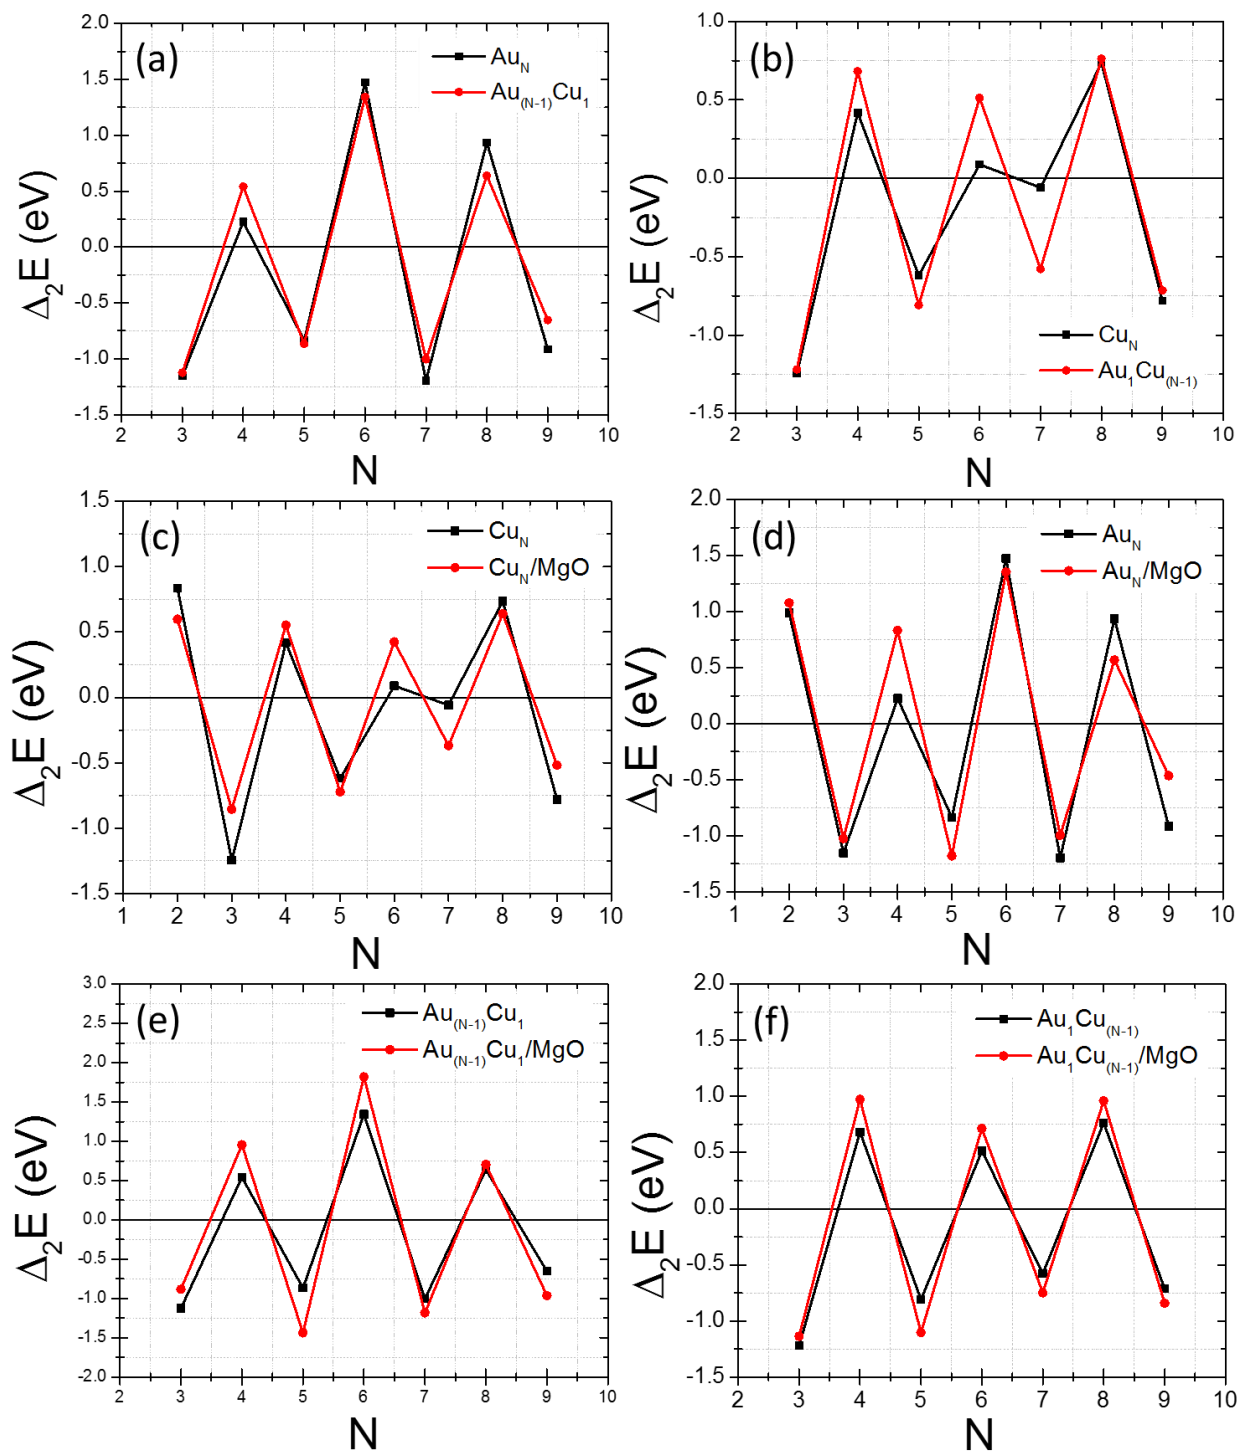 (a)
Au_N
Au_(N-1)Cu_1
2.0
1.5
1.0
0.5
0.0
-0.5
-1.0
-1.5
Δ_2E (eV)
2 3 4 5 6 7 8 9 10
N
(b)
Cu_N
Au_1Cu_(N-1)
1.0
0.5
0.0
-0.5
-1.0
-1.5
Δ_2E (eV)
2 3 4 5 6 7 8 9 10
N
(c)
Cu_N
Cu_N/MgO
1.5
1.0
0.5
0.0
-0.5
-1.0
-1.5
Δ_2E (eV)
1 2 3 4 5 6 7 8 9 10
N
(d)
Au_N
Au_N/MgO
2.0
1.5
1.0
0.5
0.0
-0.5
-1.0
-1.5
Δ_2E (eV)
1 2 3 4 5 6 7 8 9 10
N
(e)
Au_(N-1)Cu_1
Au_(N-1)Cu_1/MgO
3.0
2.5
2.0
1.5
1.0
0.5
0.0
-0.5
-1.0
-1.5
-2.0
Δ_2E (eV)
2 3 4 5 6 7 8 9 10
N
(f)
Au_1Cu_(N-1)
Au_1Cu_(N-1)/MgO
2.0
1.5
1.0
0.5
0.0
-0.5
-1.0
-1.5
Δ_2E (eV)
2 3 4 5 6 7 8 9 10
N